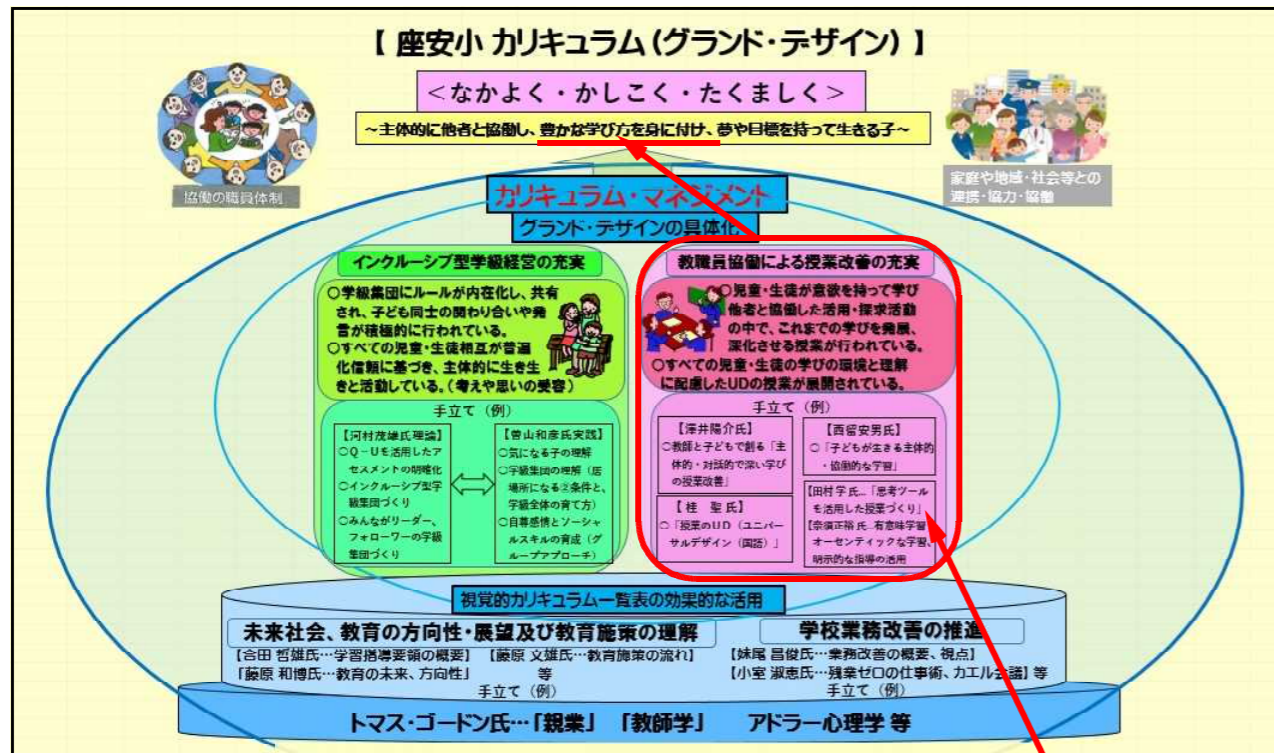 【 座安小 カリキュラム(グランド・デザイン) 】
＜なかよく・かしこく・たくましく＞
～主体的に他者と協働し、豊かな学び方を身に付け、夢や目標を持って生きる子～
協働の職員体制
家庭や地域・社会等との
連携・協力・協働
カリキュラム・マネジメント
グランド・デザインの具体化
インクルーシブ型学級経営の充実
○学級集団にルールが内在化し、共有
され、子ども同士の関わり合いや発
言が積極的に行われている。
○すべての児童・生徒相互が普遍
化信頼に基づき、主体的に生き生
きと活動している。(考えや思いの受容)
手立て（例）
【河村茂雄氏理論】
○Q－Uを活用したア
セスメントの明確化
○インクルーシブ型学
級集団づくり
○みんながリーダー、
フォローワーの学級
集団づくり
【曽山和彦氏実践】
○気になる子の理解
○学級集団の理解（居
場所になる②条件と、
学級全体の育て方）
○自尊感情とソーシャ
ルスキルの育成（グ
ループアプローチ）
教職員協働による授業改善の充実
○児童・生徒が意欲を持って学び
他者と協働した活用・探求活動
の中で、これまでの学びを発展、
深化させる授業が行われている。
○すべての児童・生徒の学びの環境と理解
に配慮したUDの授業が展開されている。
手立て（例）
【澤井陽介氏】
○教師と子どもで創る「主
体的・対話的で深い学び
の授業改善」
【桂 聖氏】
○「授業のUD（ユニバー
サルデザイン（国語）」
【西留安男氏】
○「子どもが生きる主体的
・協働的な学習」
【田村学氏…「思考ツール
を活用した授業づくり」
【奈須正裕氏…有意味学習、
オーセンティックな学習、
明示的な指導の活用
視覚的カリキュラム一覧表の効果的な活用
未来社会、教育の方向性・展望及び教育施策の理解
【合田 哲雄氏…学習指導要領の概要】 【藤原 文雄氏…教育施策の流れ】
「藤原 和博氏…教育の未来、方向性」 等
手立て（例）
学校業務改善の推進
【妹尾 昌俊氏…業務改善の概要、視点】
【小室 淑恵氏…残業ゼロの仕事術、カエル会議】等
手立て（例）
トマス・ゴードン氏…「親業」 「教師学」 アドラー心理学 等